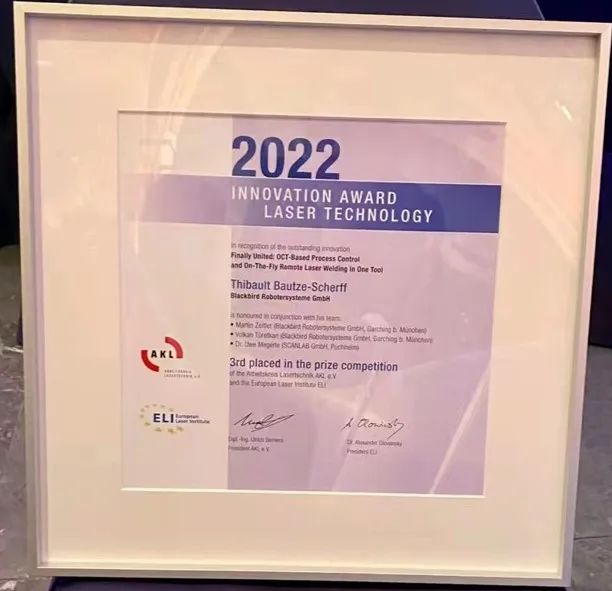 2022
INNOVATION AWARD
LASER TECHNOLOGY
In recognition of the outstanding innovation
Finally United: OCT-Based Process Control
and On-The-Fly Remote Laser Welding in One Tool
Thibault Bautze-Scherff
Blackbird Robotersysteme GmbH
is honoured in conjunction with his team:
• Martin Zeitler (Blackbird Robotersysteme GmbH, Garching b. München)
• Volkan Türetkan (Blackbird Robotersysteme GmbH, Garching b. München)
• Dr. Uwe Megerle (SCANLAB GmbH, Puchheim)
3rd placed in the prize competition
of the Arbeitskreis Lasertechnik AKL e.V.
and the European Laser Institute ELI
AKL
ARBEITSKREIS
LASERTECHNIK e.V.
ELI European
Laser Institute
Dipl.-Ing. Ulrich Berners
President AKL e.V.
Dr. Alexander Olowinsky
President ELI